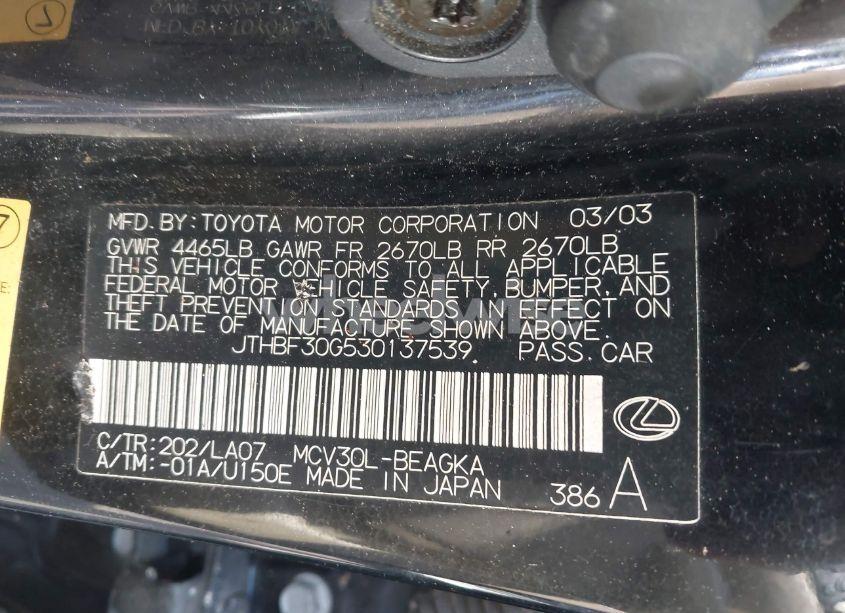 MFD. BY: TOYOTA MOTOR CORPORATION 03/03
GVWR 4465LB GAWR FR 2670LB RR 2670LB
THIS VEHICLE CONFORMS TO ALL APPLICABLE
FEDERAL MOTOR VEHICLE SAFETY, BUMPER, AND
THEFT PREVENTION STANDARDS IN EFFECT ON
THE DATE OF MANUFACTURE SHOWN ABOVE.
JTHBF30G530137539 PASS. CAR
C/TR:202/LA07 MCV30L-BEAGKA
A/TM:-01A/U150E MADE IN JAPAN
386 A